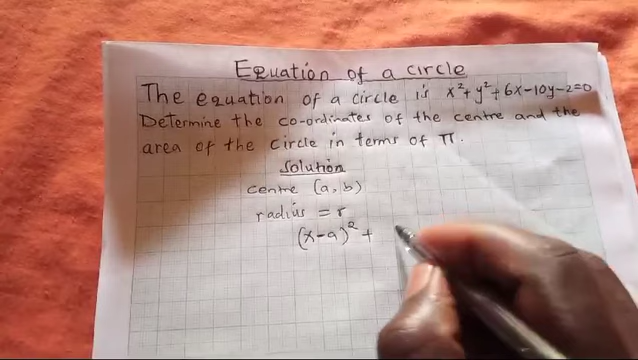 Equation of a circle
The equation of a circle is x²+y²+6x-10y-2=0
Determine the co-ordinates of the centre and the
area of the circle in terms of π.
Solution
centre (a, b)
radius = r
(x-a)² +